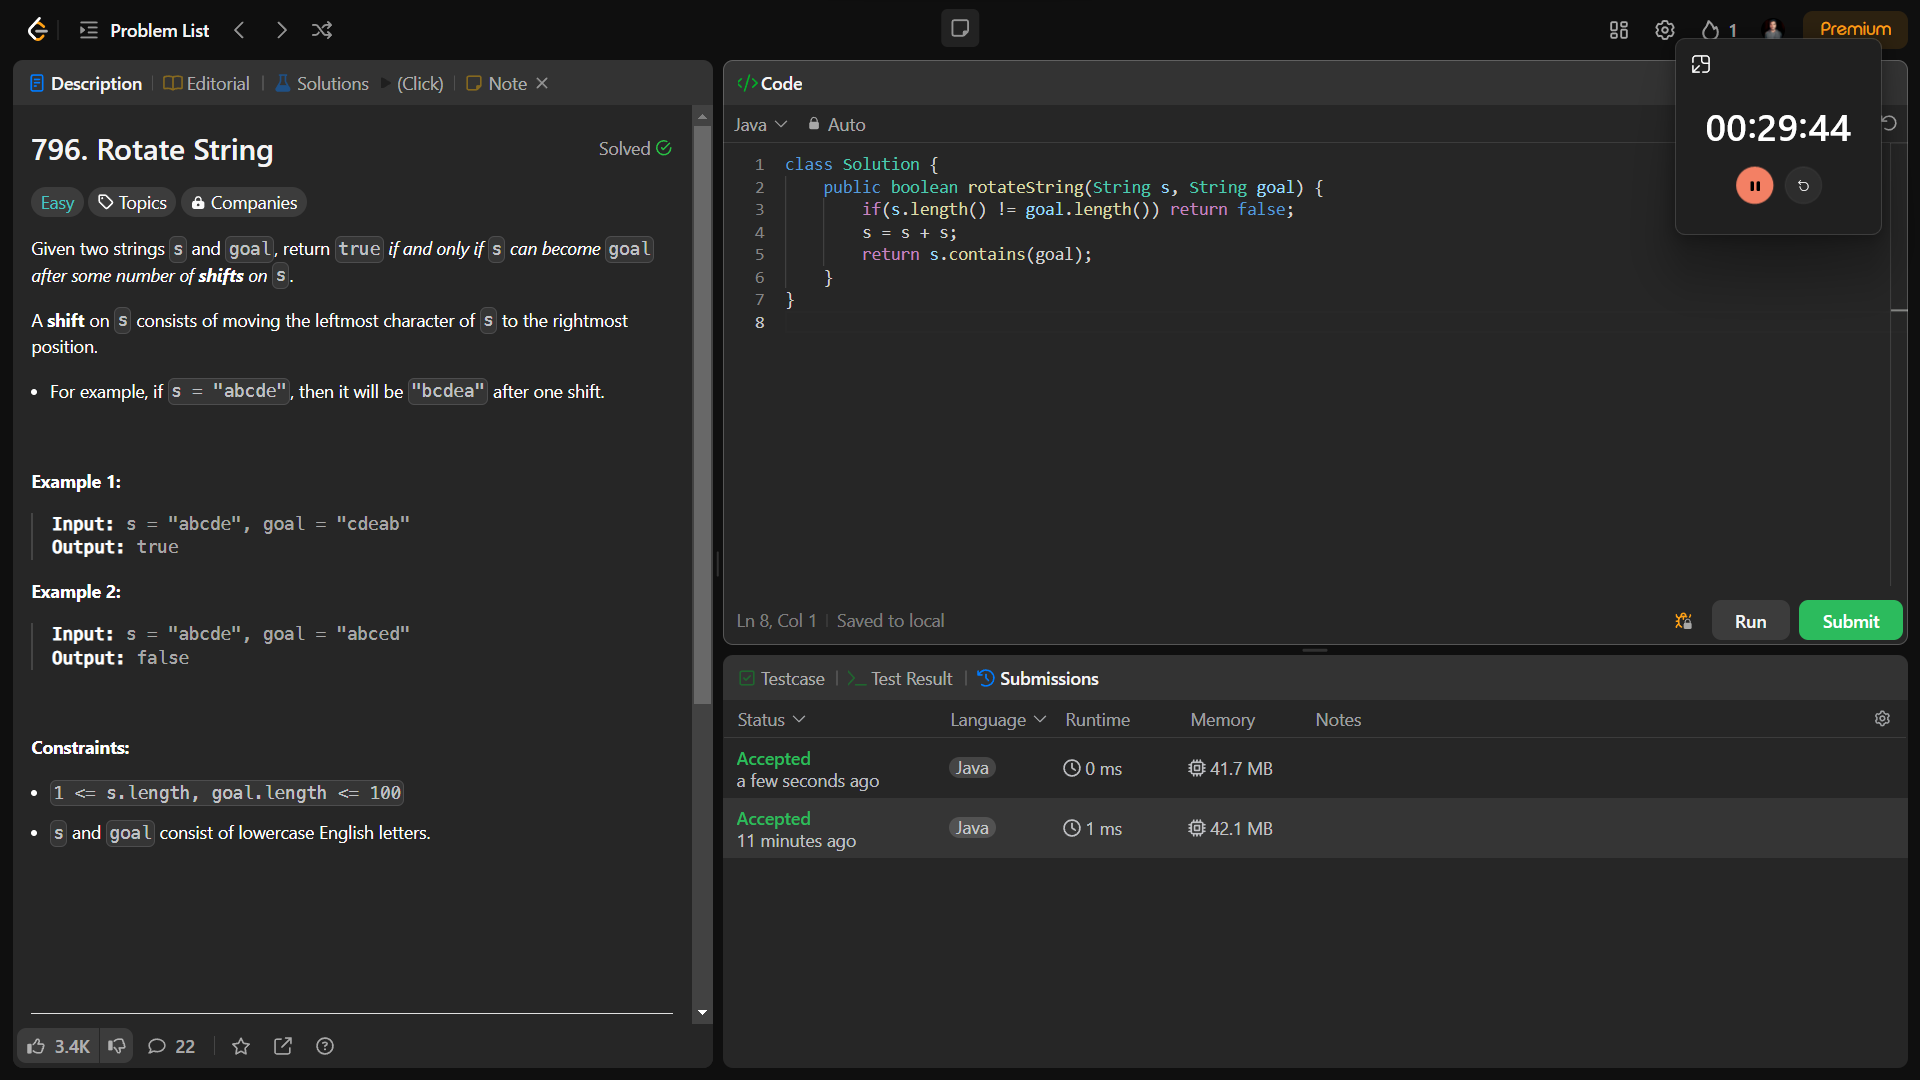 Problem List
1
Premium
Description
Editorial
Solutions
(Click)
Note
796. Rotate String
Solved
Easy
Topics
Companies
Given two strings s and goal, return true if and only if s can become goal
after some number of shifts on s.
A shift on s consists of moving the leftmost character of s to the rightmost
position.
• For example, if s = "abcde", then it will be "bcdea" after one shift.
Example 1:
Input: s = "abcde", goal = "cdeab"
Output: true
Example 2:
Input: s = "abcde", goal = "abced"
Output: false
Constraints:
• 1 <= s.length, goal.length <= 100
• s and goal consist of lowercase English letters.
3.4K
22
</>Code
Java
Auto
00:29:44
1 class Solution {
2 public boolean rotateString(String s, String goal) {
3 if(s.length() != goal.length()) return false;
4 s = s + s;
5 return s.contains(goal);
6 }
7 }
8
Ln 8, Col 1
Saved to local
Run
Submit
Testcase
Test Result
Submissions
Status
Language
Runtime
Memory
Notes
Accepted
a few seconds ago
Java
0 ms
41.7 MB
Accepted
11 minutes ago
Java
1 ms
42.1 MB